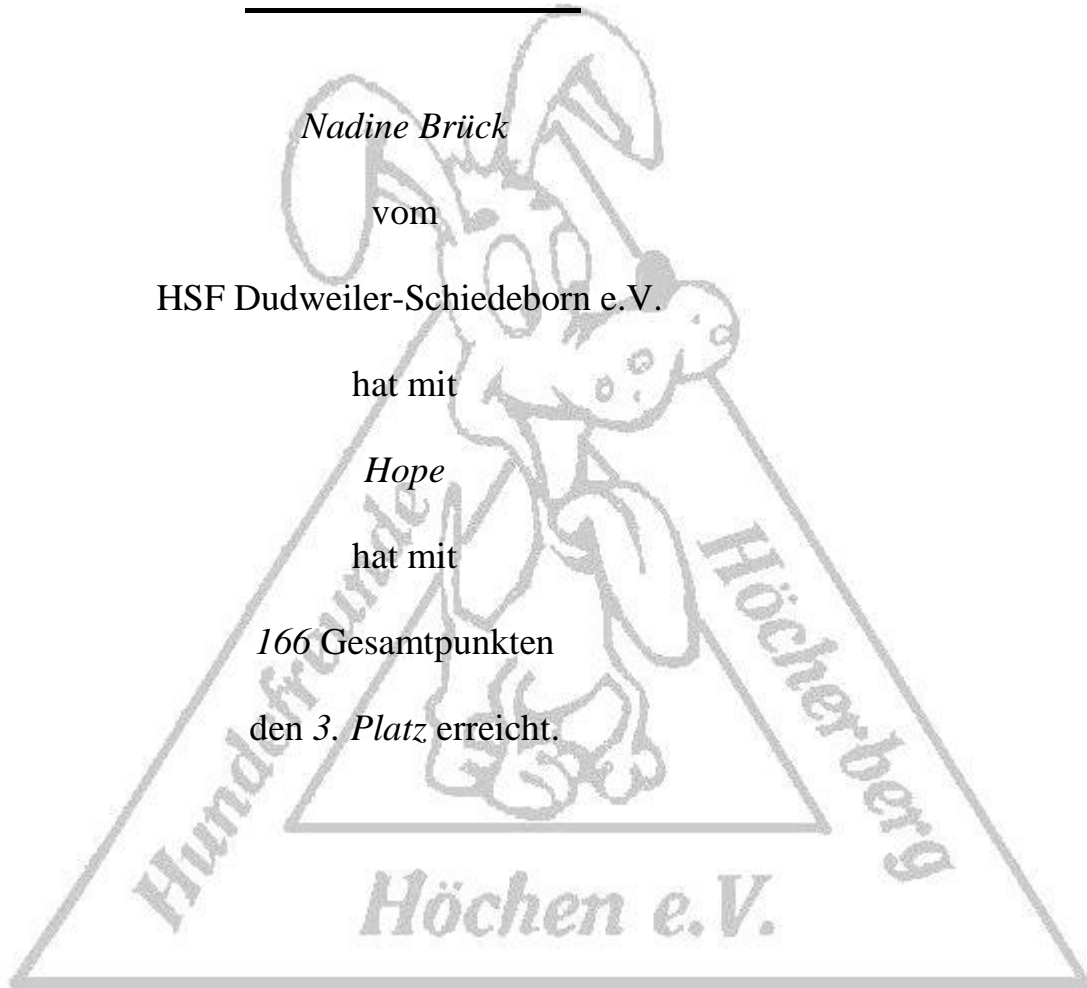 Nadine Brück
vom
HSF Dudweiler-Schiedeborn e.V.
hat mit
Hope
hat mit
166 Gesamtpunkten
den 3. Platz erreicht.
Hundefreunde
Höcherberg
Höchen e.V.